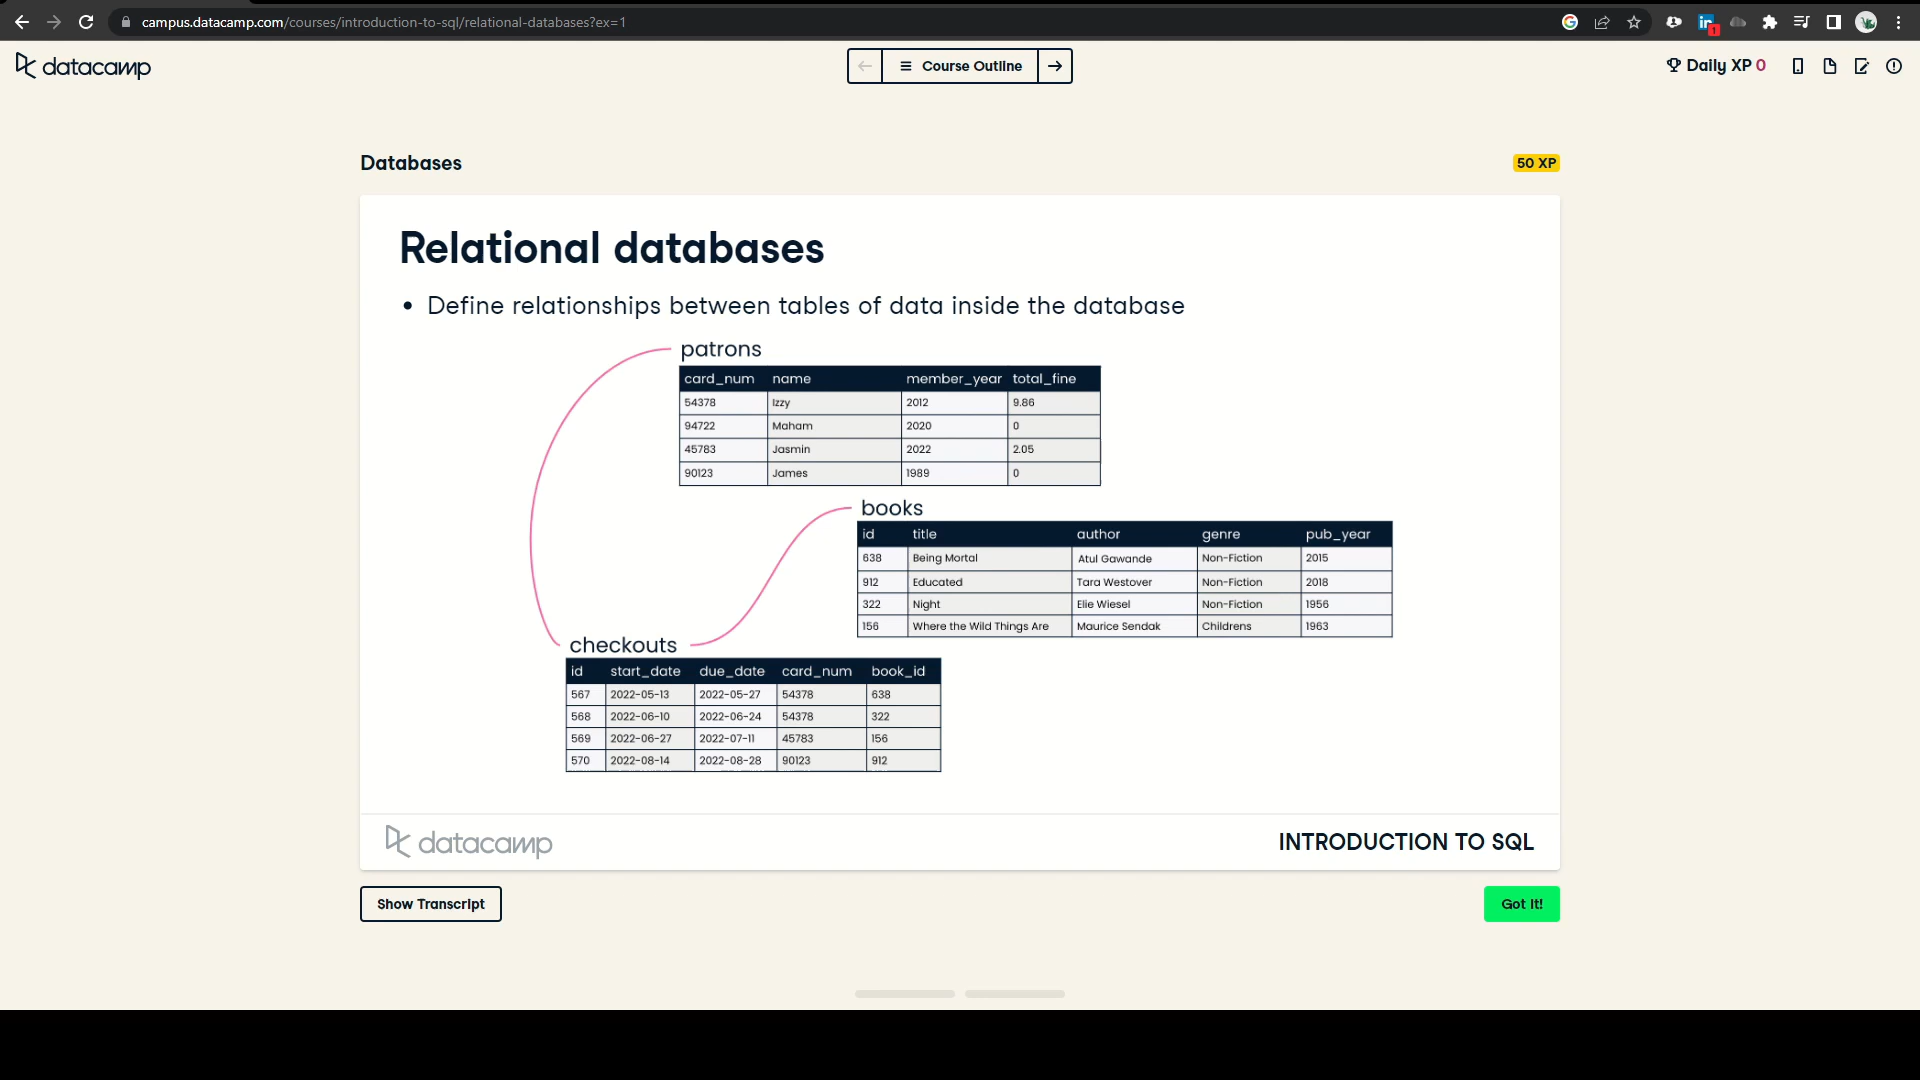 campus.datacamp.com/courses/introduction-to-sql/relational-databases?ex=1
datacamp
Course Outline
Daily XP 0
Databases
50 XP
Relational databases
• Define relationships between tables of data inside the database
patrons
card_num name member_year total_fine
54378 Izzy 2012 9.86
94722 Maham 2020 0
45783 Jasmin 2022 2.05
90123 James 1989 0
books
id title author genre pub_year
638 Being Mortal Atul Gawande Non-Fiction 2015
912 Educated Tara Westover Non-Fiction 2018
322 Night Elie Wiesel Non-Fiction 1956
156 Where the Wild Things Are Maurice Sendak Childrens 1963
checkouts
id start_date due_date card_num book_id
567 2022-05-13 2022-05-27 54378 638
568 2022-06-10 2022-06-24 54378 322
569 2022-06-27 2022-07-11 45783 156
570 2022-08-14 2022-08-28 90123 912
datacamp
INTRODUCTION TO SQL
Show Transcript
Got It!